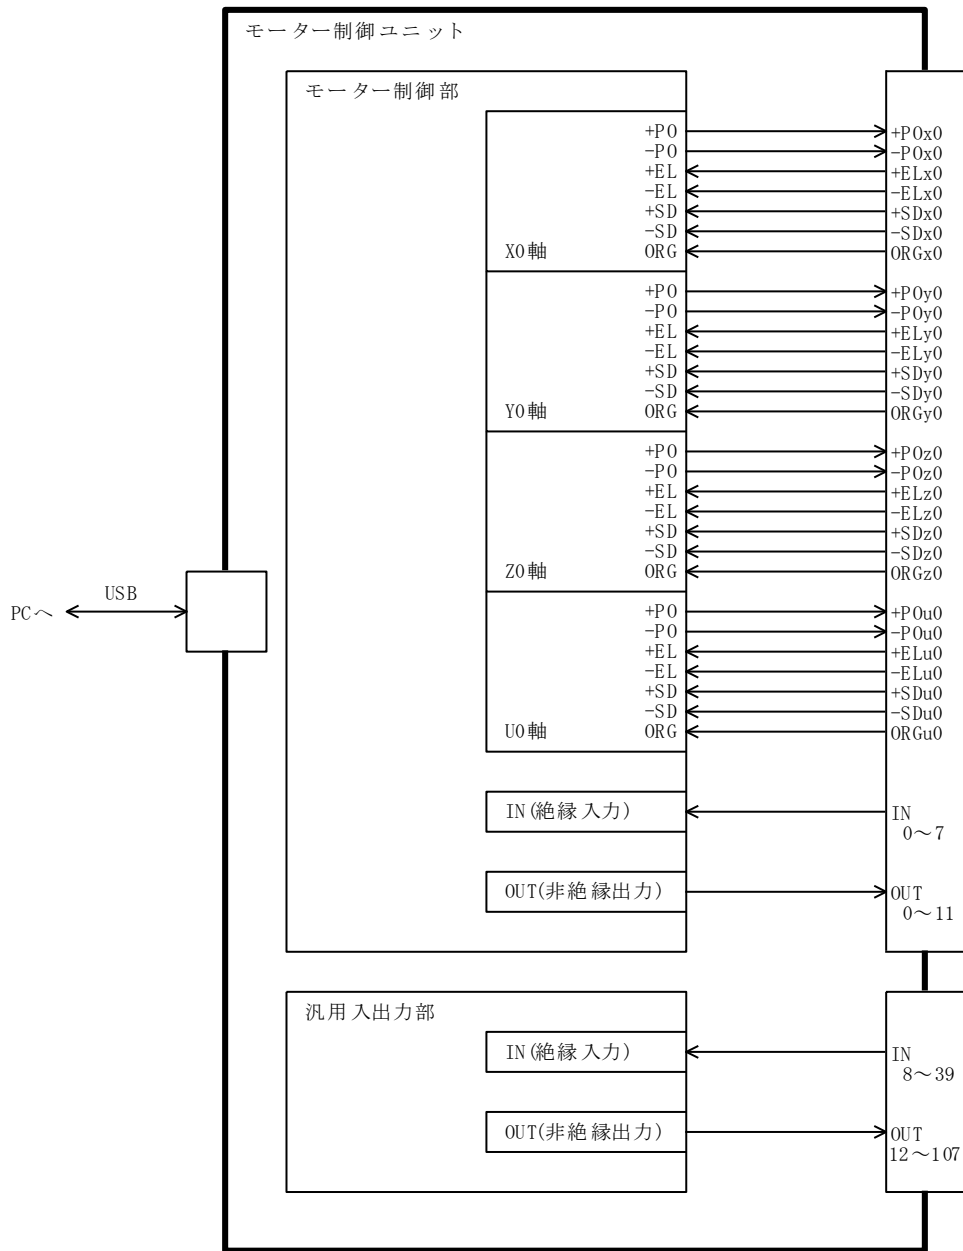 モーター制御ユニット
モーター制御部
+PO
-PO
+EL
-EL
+SD
-SD
X0軸 ORG
+POx0
-POx0
+ELx0
-ELx0
+SDx0
-SDx0
ORGx0
+PO
-PO
+EL
-EL
+SD
-SD
Y0軸 ORG
+POy0
-POy0
+ELy0
-ELy0
+SDy0
-SDy0
ORGy0
+PO
-PO
+EL
-EL
+SD
-SD
Z0軸 ORG
+POz0
-POz0
+ELz0
-ELz0
+SDz0
-SDz0
ORGz0
PCへ
USB
+PO
-PO
+EL
-EL
+SD
-SD
U0軸 ORG
+POu0
-POu0
+ELu0
-ELu0
+SDu0
-SDu0
ORGu0
IN(絶縁入力)
IN
0～7
OUT(非絶縁出力)
OUT
0～11
汎用入出力部
IN(絶縁入力)
IN
8～39
OUT(非絶縁出力)
OUT
12～107